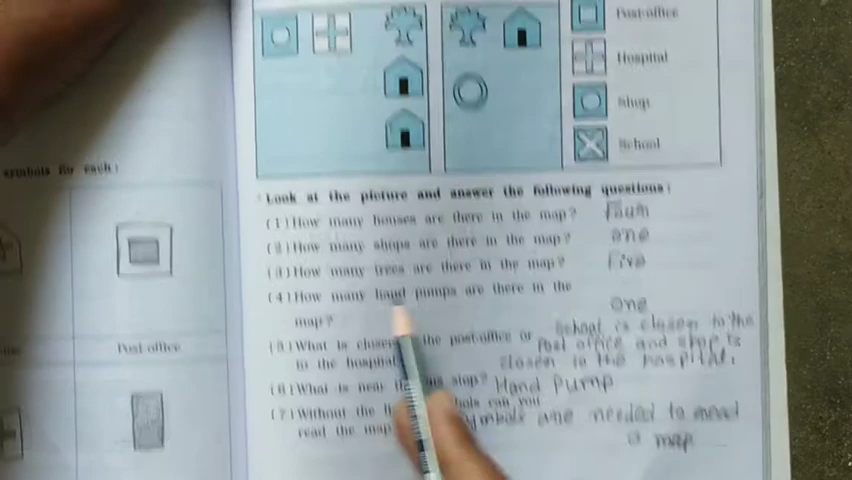 Post-office
Hospital
Shop
School
symbols for each :
Look at the picture and answer the following questions :
(1) How many houses are there in the map? Four
(2) How many shops are there in the map? one
(3) How many trees are there in the map? Five
(4) How many hand pumps are there in the
map? one
(5) What is closer the post-office or School is closer to the
to the hospital Post office and shop is
closer to the hospital.
(6) What is near stop? Hand Pump
(7) Without the can you
read the map symbols are needed to read
a map
Post-office